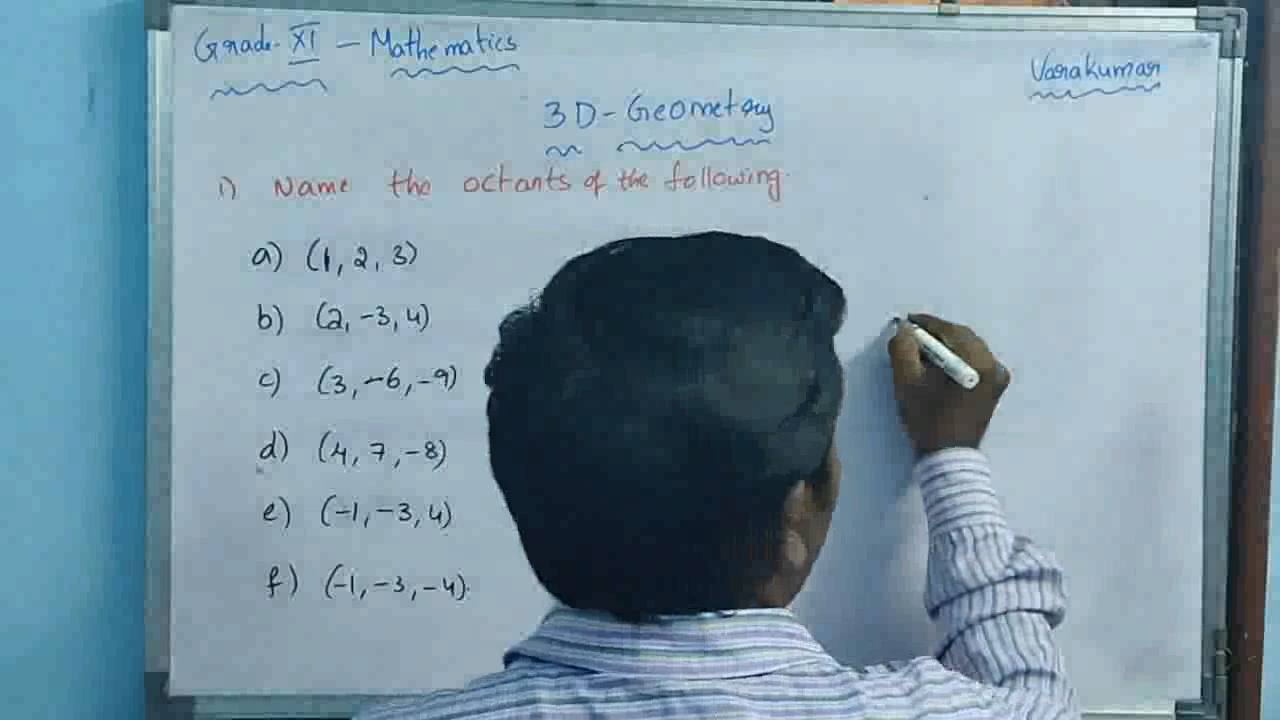 Grade-XI - Mathematics
Varakumar
3D-Geometry
1) Name the octants of the following.
a) (1, 2, 3)
b) (2, -3, 4)
c) (3, -6, -9)
d) (4, 7, -8)
e) (-1, -3, 4)
f) (-1, -3, -4).